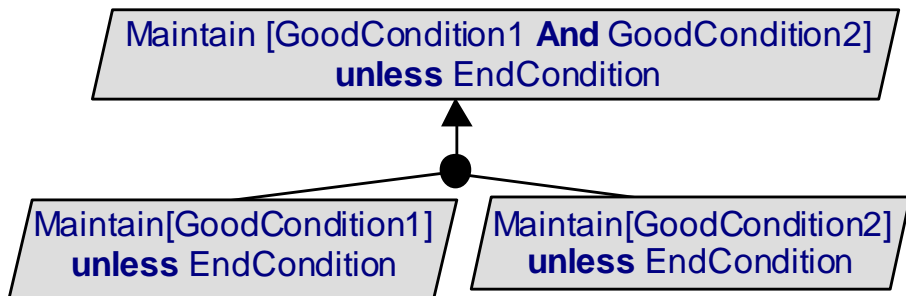 Maintain [GoodCondition1 And GoodCondition2]
unless EndCondition
Maintain[GoodCondition1]
unless EndCondition
Maintain[GoodCondition2]
unless EndCondition